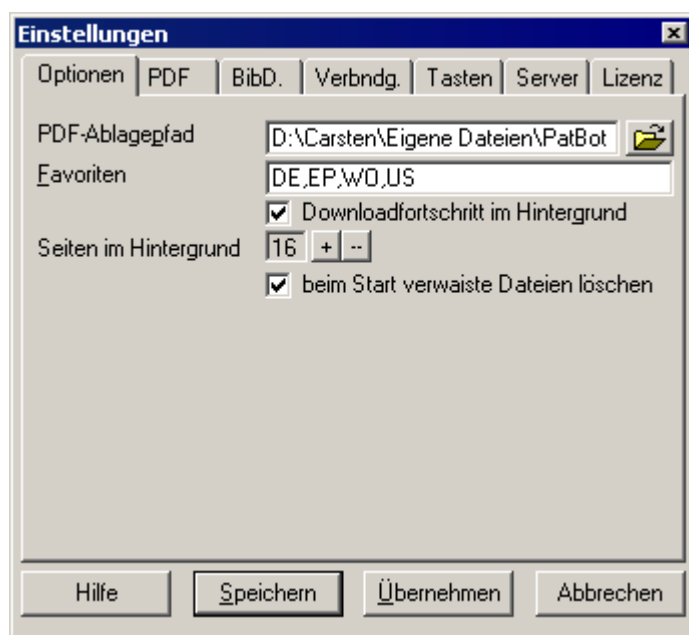 Einstellungen
Optionen PDF BibD. Verbndg. Tasten Server Lizenz
PDF-Ablagepfad D:\Carsten\Eigene Dateien\PatBot
Favoriten DE,EP,WO,US
Downloadfortschritt im Hintergrund
Seiten im Hintergrund 16 + --
beim Start verwaiste Dateien löschen
Hilfe Speichern Übernehmen Abbrechen